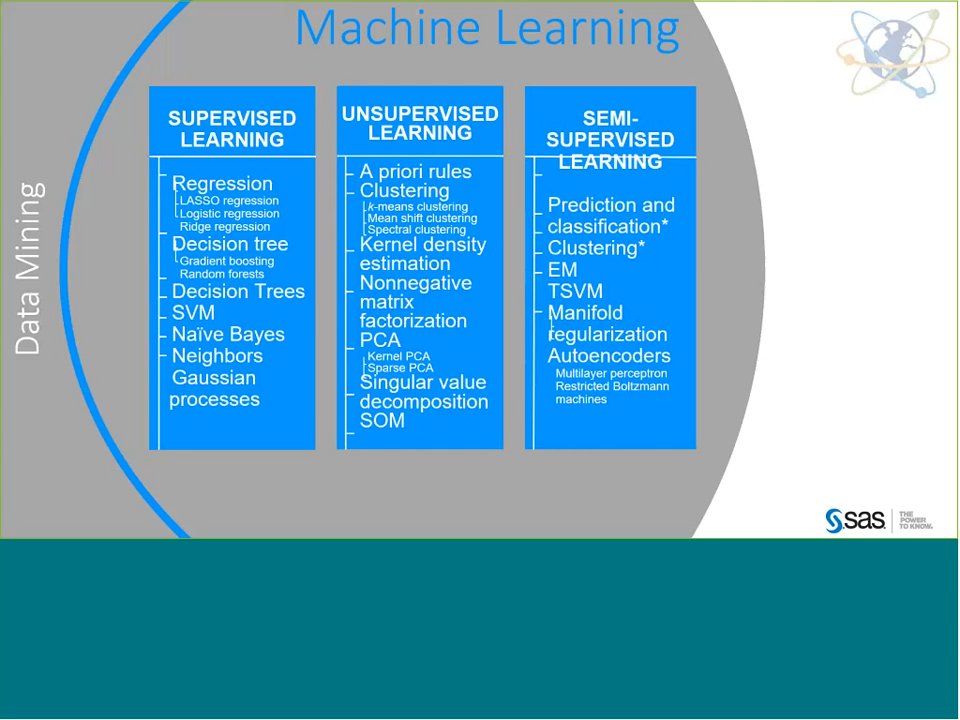 Machine Learning
Data Mining
SUPERVISED
LEARNING
Regression
LASSO regression
Logistic regression
Ridge regression
Decision tree
Gradient boosting
Random forests
Decision Trees
SVM
Naïve Bayes
Neighbors
Gaussian
processes
UNSUPERVISED
LEARNING
A priori rules
Clustering
k-means clustering
Mean shift clustering
Spectral clustering
Kernel density
estimation
Nonnegative
matrix
factorization
PCA
Kernel PCA
Sparse PCA
Singular value
decomposition
SOM
SEMI-
SUPERVISED
LEARNING
Prediction and
classification*
Clustering*
EM
TSVM
Manifold
regularization
Autoencoders
Multilayer perceptron
Restricted Boltzmann
machines
sas
THE
POWER
TO KNOW.